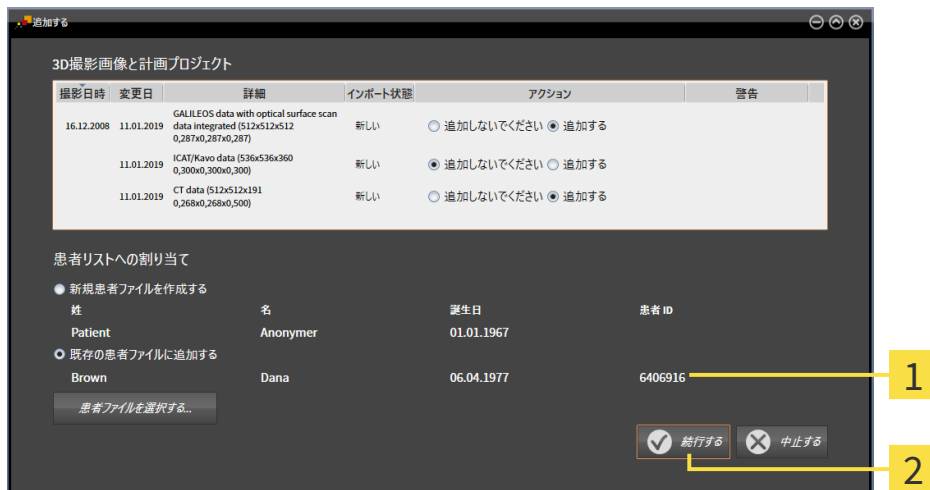 追加する
3D撮影画像と計画プロジェクト
撮影日時 変更日 詳細 インポート状態 アクション 警告
GALILEOS data with optical surface scan
16.12.2008 11.01.2019 data integrated (512x512x512 新しい 追加しないでください 追加する
0,287x0,287x0,287)
ICAT/Kavo data (536x536x360
11.01.2019 新しい 追加しないでください 追加する
0,300x0,300x0,300)
CT data (512x512x191
11.01.2019 新しい 追加しないでください 追加する
0,268x0,268x0,500)
患者リストへの割り当て
新規患者ファイルを作成する
姓 名 誕生日 患者 ID
Patient Anonymer 01.01.1967
既存の患者ファイルに追加する
Brown Dana 06.04.1977 6406916 1
患者ファイルを選択する...
続行する 中止する
2